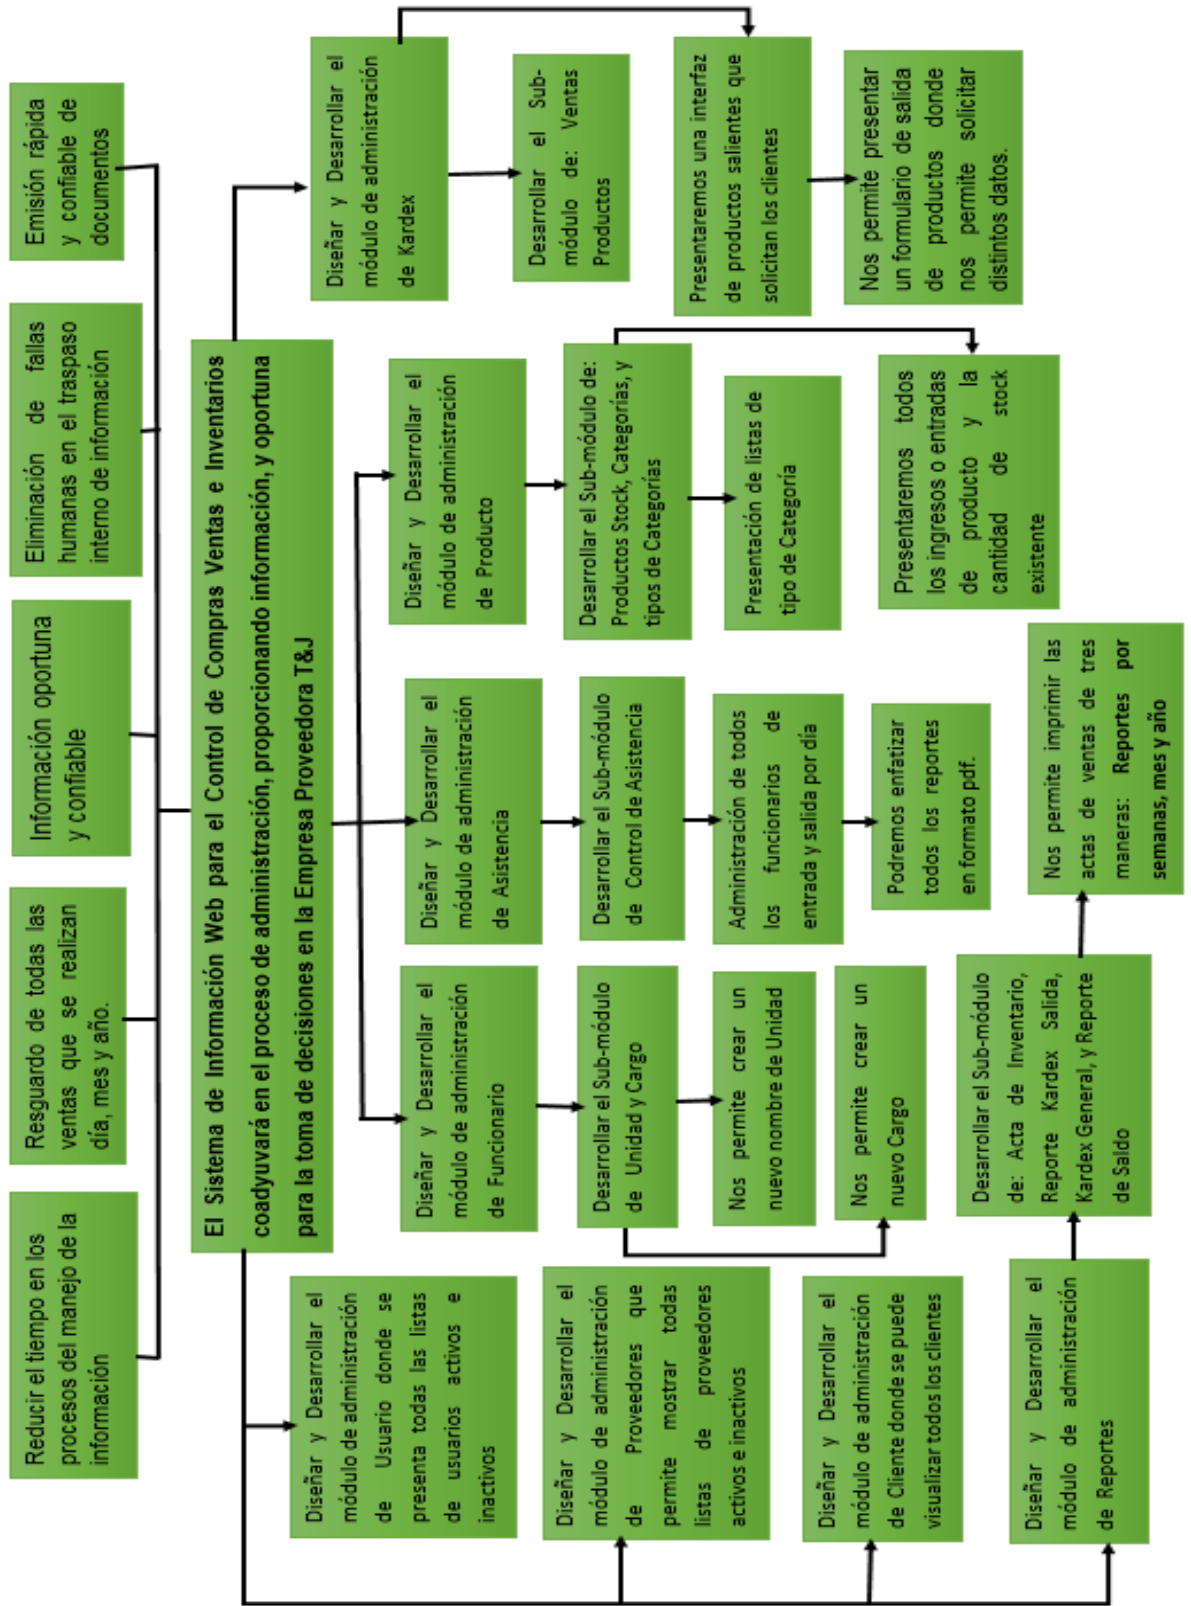 Reducir el tiempo en los
procesos del manejo de la
información
Resguardo de todas las
ventas que se realizan
día, mes y año.
Información oportuna
y confiable
Eliminación de fallas
humanas en el traspaso
interno de información
Emisión rápida
y confiable de
documentos
El Sistema de Información Web para el Control de Compras Ventas e Inventarios
coadyuvará en el proceso de administración, proporcionando información, y oportuna
para la toma de decisiones en la Empresa Proveedora T&J
Diseñar y Desarrollar el
módulo de administración
de Usuario donde se
presenta todas las listas
de usuarios activos e
inactivos
Diseñar y Desarrollar el
módulo de administración
de Proveedores que
permite mostrar todas
listas de proveedores
activos e inactivos
Diseñar y Desarrollar el
módulo de administración
de Cliente donde se puede
visualizar todos los clientes
Diseñar y Desarrollar el
módulo de administración
de Reportes
Desarrollar el Sub-módulo
de: Acta de Inventario,
Reporte Kardex Salida,
Kardex General, y Reporte
de Saldo
Nos permite imprimir las
actas de ventas de tres
maneras: Reportes por
semanas, mes y año
Diseñar y Desarrollar el
módulo de administración
de Funcionario
Desarrollar el Sub-módulo
de Unidad y Cargo
Nos permite crear un
nuevo nombre de Unidad
Nos permite crear un
nuevo Cargo
Diseñar y Desarrollar el
módulo de administración
de Asistencia
Desarrollar el Sub-módulo
de Control de Asistencia
Administración de todos
los funcionarios de
entrada y salida por día
Podremos enfatizar
todos los reportes
en formato pdf.
Diseñar y Desarrollar el
módulo de administración
de Producto
Desarrollar el Sub-módulo de:
Productos Stock, Categorías, y
tipos de Categorías
Presentación de listas de
tipo de Categoría
Presentaremos todos
los ingresos o entradas
de producto y la
cantidad de stock
existente
Diseñar y Desarrollar el
módulo de administración
de Kardex
Desarrollar el Sub-
módulo de: Ventas
Productos
Presentaremos una interfaz
de productos salientes que
solicitan los clientes
Nos permite presentar
un formulario de salida
de productos donde
nos permite solicitar
distintos datos.